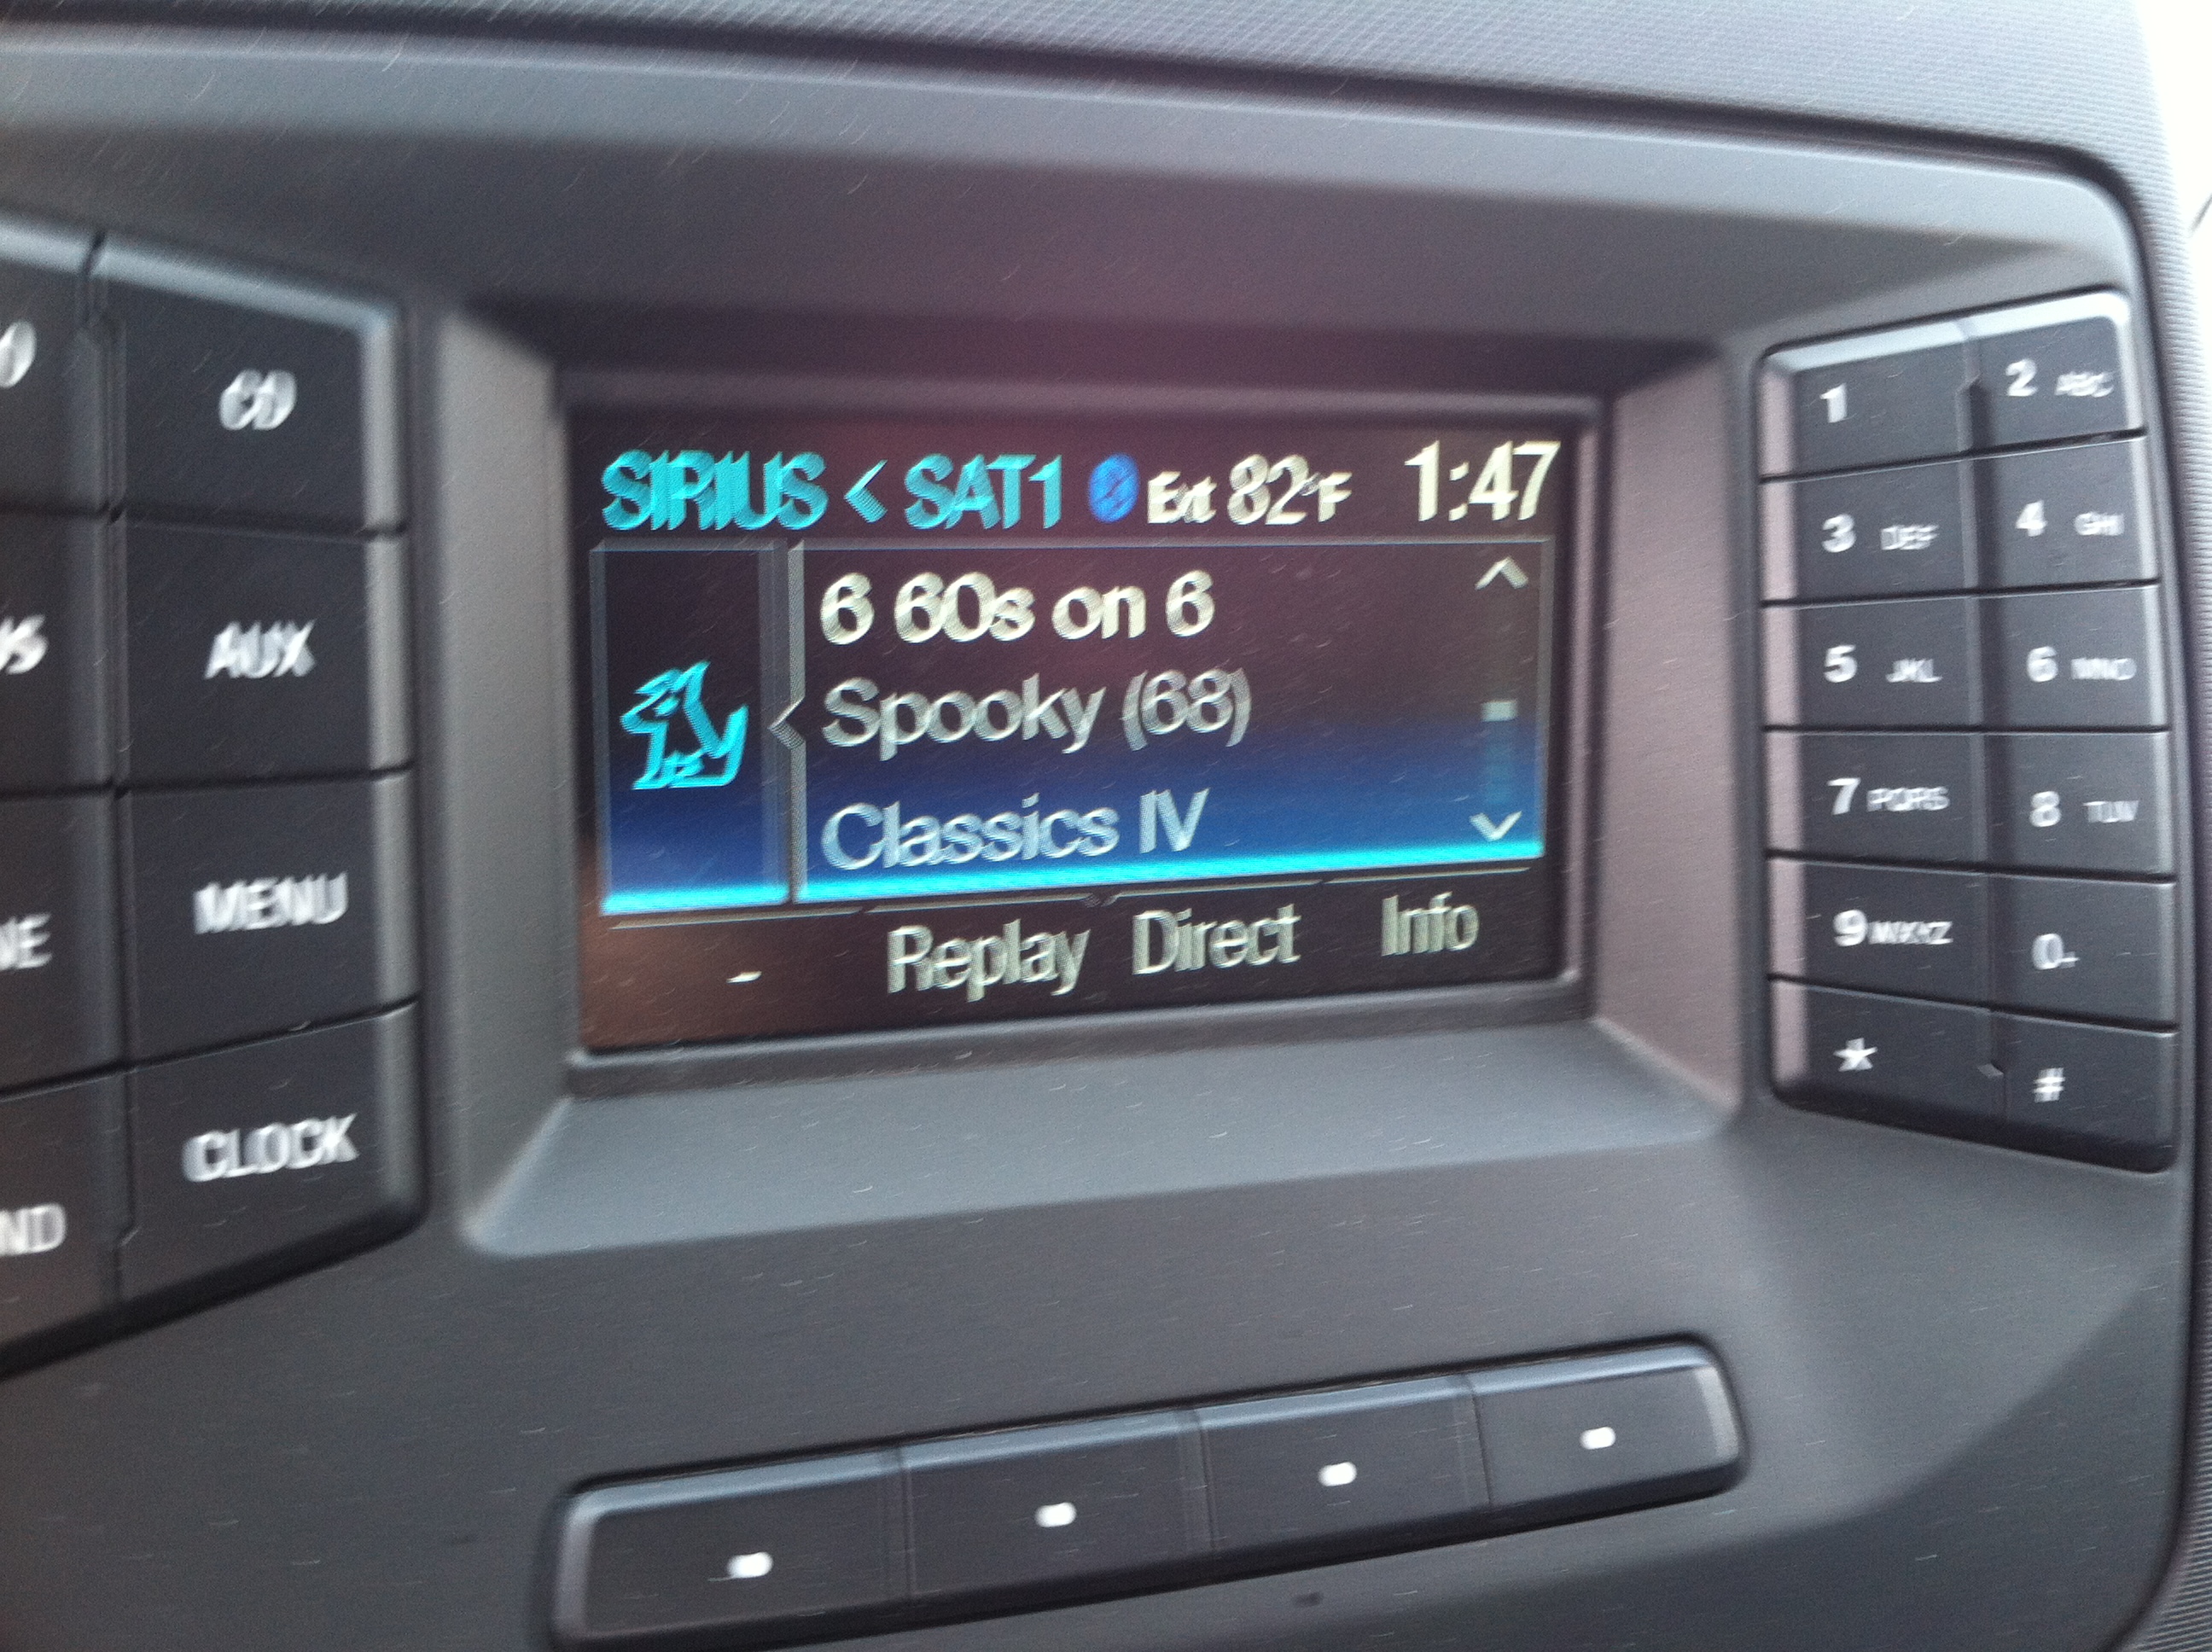 SIRIUS < SAT1 Ext 82°F 1:47
6 60s on 6
Spooky (68)
Classics IV
- Replay Direct Info
CD
AUX
MENU
CLOCK
1
2 ABC
3 DEF
4 GHI
5 JKL
6 MNO
7 PQRS
8 TUV
9 WXYZ
0
*
#